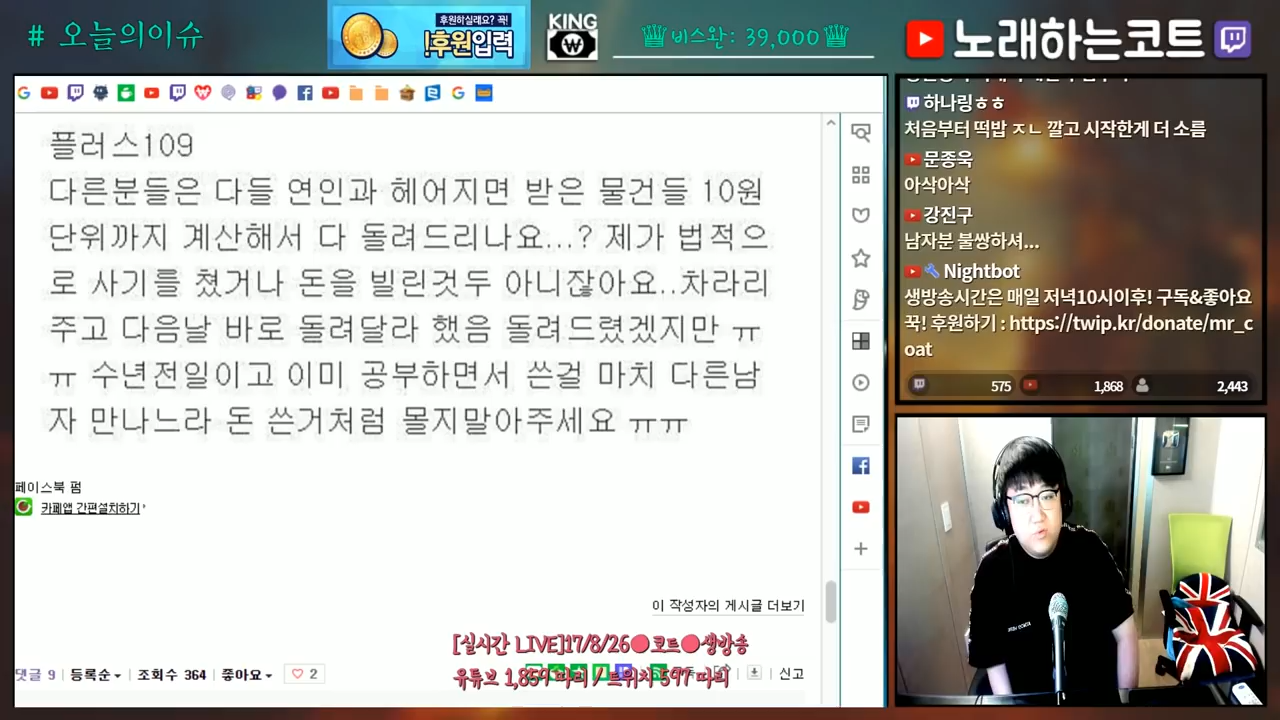 # 오늘의이슈
후원하실려요? 꾁!
!후원입력
KING
₩
비스완: 39,000
노래하는코트
플러스109
다른분들은 다들 연인과 헤어지면 받은 물건들 10원
단위까지 계산해서 다 돌려드리나요...? 제가 법적으
로 사기를 쳤거나 돈을 빌린것두 아니잖아요..차라리
주고 다음날 바로 돌려달라 했음 돌려드렸겠지만 ㅠ
ㅠ 수년전일이고 이미 공부하면서 쓴걸 마치 다른남
자 만나느라 돈 쓴거처럼 몰지말아주세요 ㅠㅠ
페이스북 펌
카페앱 간편설치하기
이 작성자의 게시글 더보기
댓글 9 | 등록순 | 조회수 364 | 좋아요 2
신고
[실시간 LIVE]17/8/26🔴코트🔴생방송
유튜브 1,859 따리 / 트위치 597 따리
하나링ㅎㅎ
처음부터 떡밥 ㅈㄴ 깔고 시작한게 더 소름
문종욱
아삭아삭
강진구
남자분 불쌍하셔...
Nightbot
생방송시간은 매일 저녁10시이후! 구독&좋아요
꾹! 후원하기 : https://twip.kr/donate/mr_c
oat
575 1,868 2,443